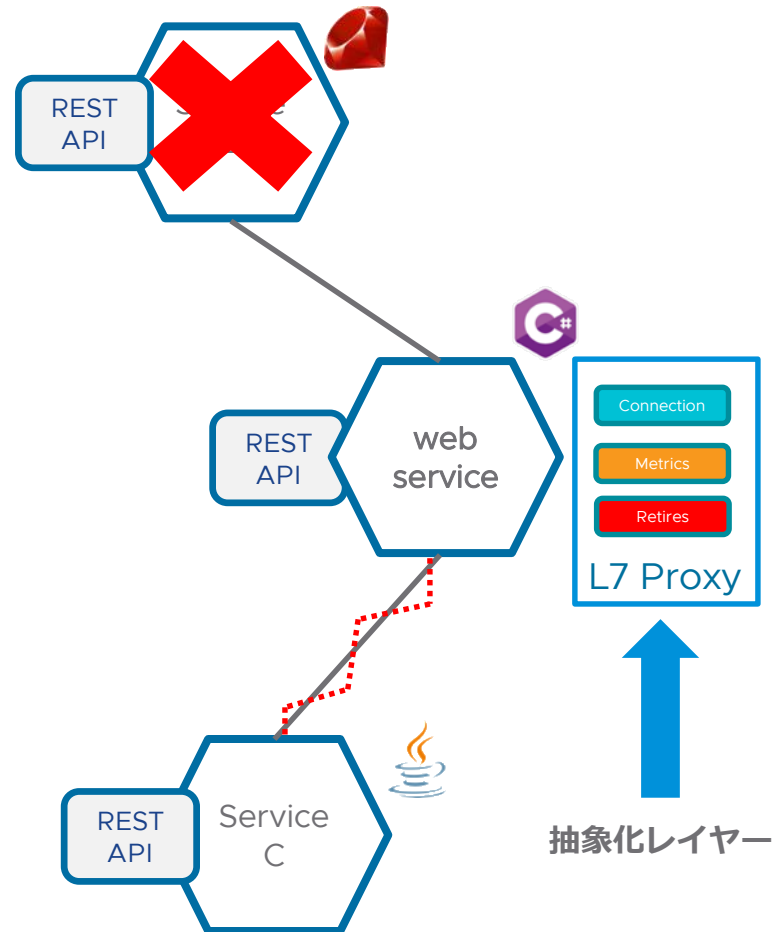 REST
API
C#
web
service
REST
API
Connection
Metrics
Retires
L7 Proxy
Service
C
REST
API
抽象化レイヤー